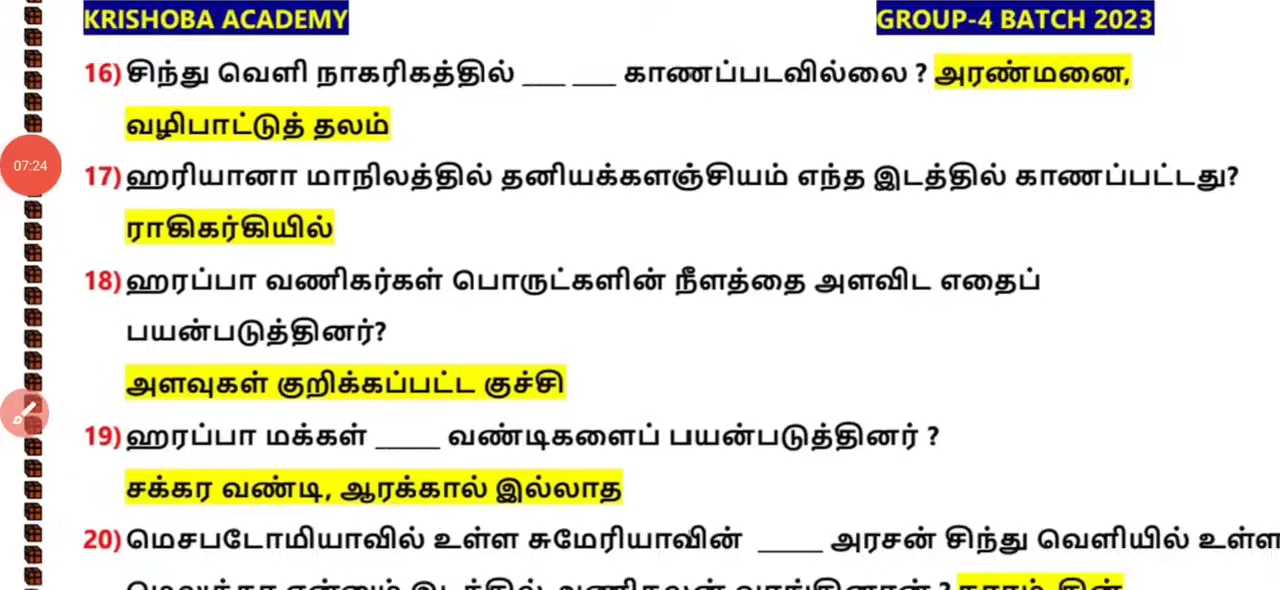 KRISHOBA ACADEMY GROUP-4 BATCH 2023
16) சிந்து வெளி நாகரிகத்தில் ___ ___ காணப்படவில்லை ? அரண்மனை,
வழிபாட்டுத் தலம்
07:24
17) ஹரியானா மாநிலத்தில் தனியக்களஞ்சியம் எந்த இடத்தில் காணப்பட்டது?
ராகிகர்கியில்
18) ஹரப்பா வணிகர்கள் பொருட்களின் நீளத்தை அளவிட எதைப்
பயன்படுத்தினர்?
அளவுகள் குறிக்கப்பட்ட குச்சி
19) ஹரப்பா மக்கள் _____ வண்டிகளைப் பயன்படுத்தினர் ?
சக்கர வண்டி, ஆரக்கால் இல்லாத
20) மெசபடோமியாவில் உள்ள சுமேரியாவின் _____ அரசன் சிந்து வெளியில் உள்ள